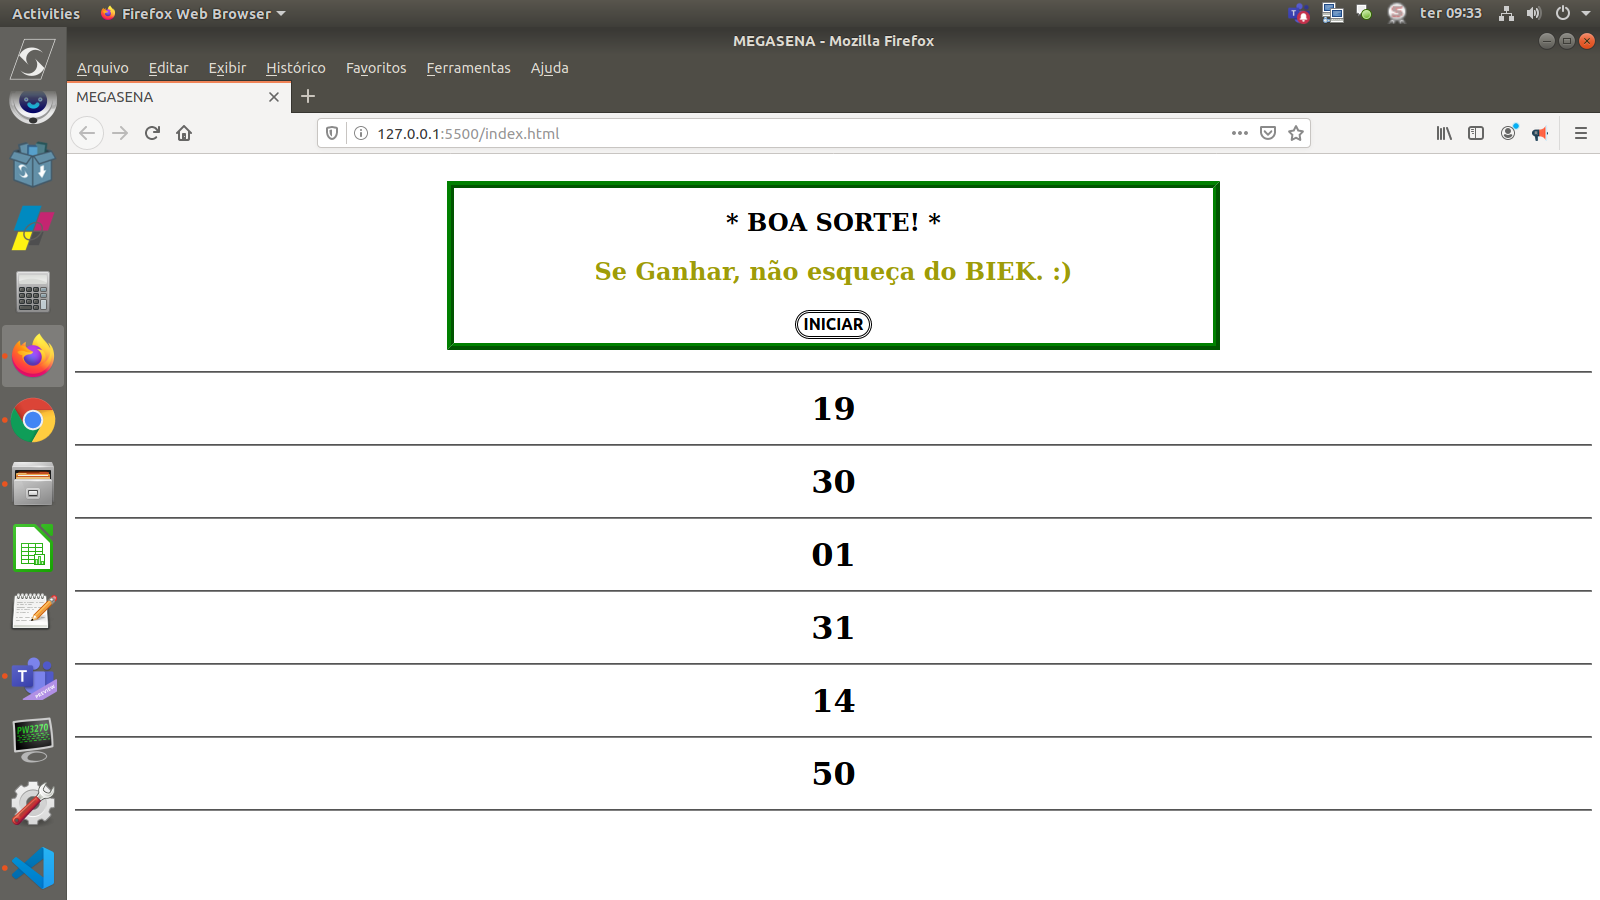 Activities Firefox Web Browser ter 09:33
MEGASENA - Mozilla Firefox
Arquivo Editar Exibir Histórico Favoritos Ferramentas Ajuda
MEGASENA
127.0.0.1:5500/index.html
* BOA SORTE! *
Se Ganhar, não esqueça do BIEK. :)
INICIAR
19
30
01
31
14
50
T
PREVIEW
PW3270